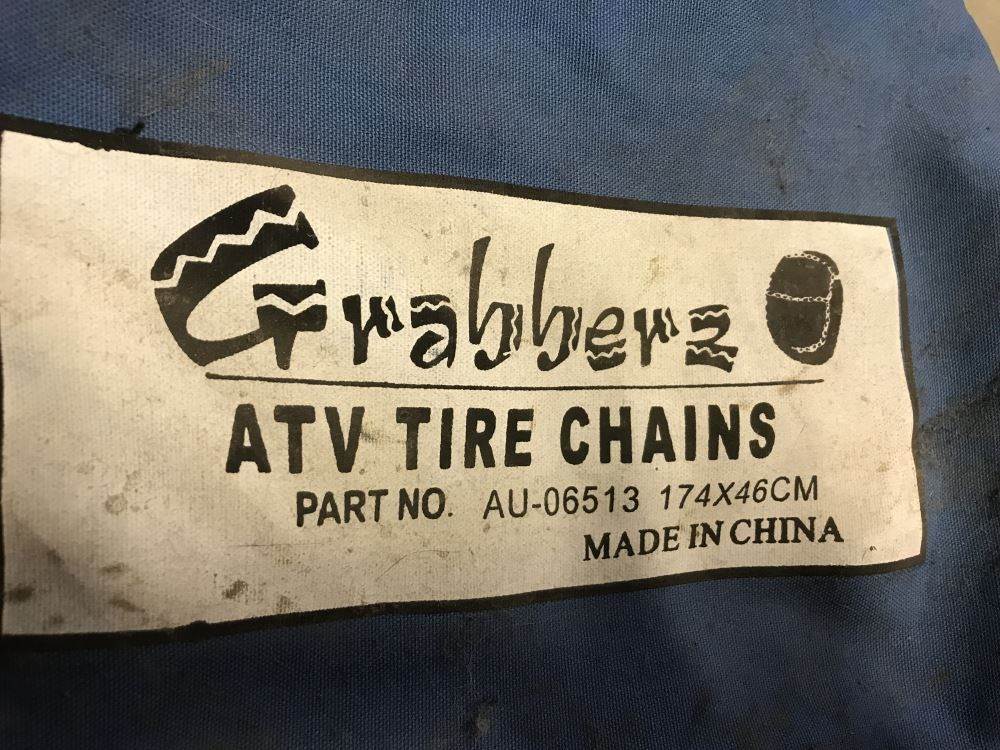 Grabberz
ATV TIRE CHAINS
PART NO. AU-06513 174X46CM
MADE IN CHINA